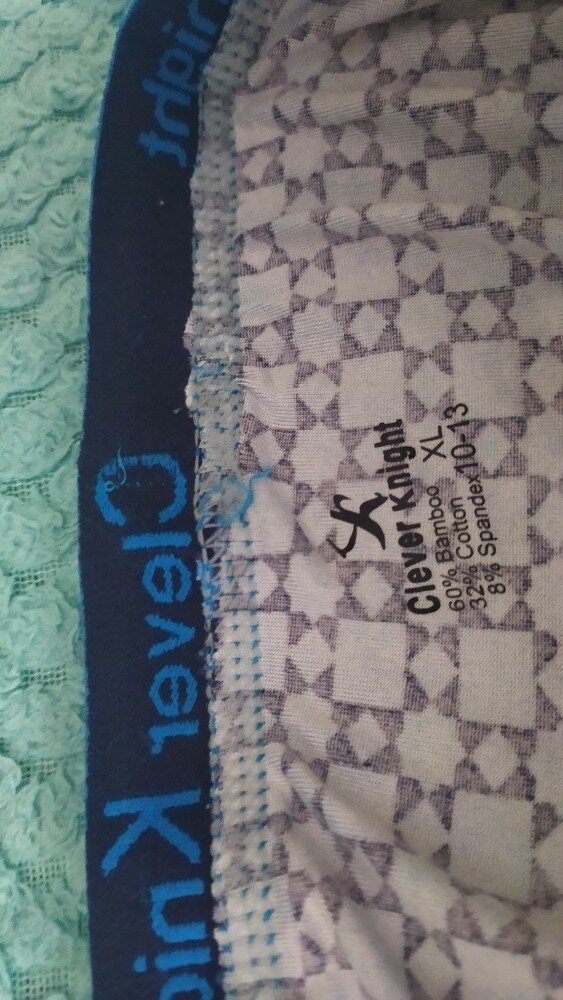 Clever Knight
60% Bamboo XL
32% Cotton 10-13
8% Spandex
Clever Knight